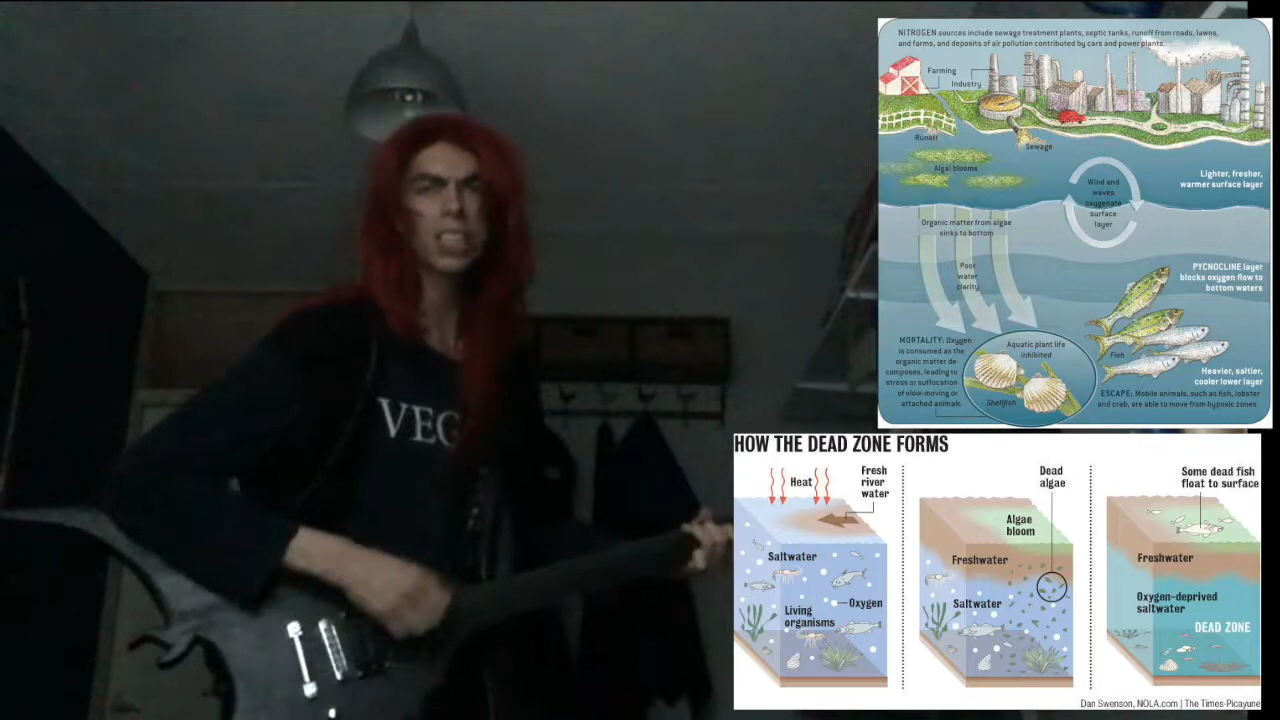 NITROGEN sources include sewage treatment plants, septic tanks, runoff from roads, lawns,
and farms, and deposits of air pollution contributed by cars and power plants.
Farming
Industry
Runoff
Sewage
Algal blooms
Wind and
waves
oxygenate
surface
layer
Lighter, fresher,
warmer surface layer
Organic matter from algae
sinks to bottom
Poor
water
clarity
PYCNOCLINE layer
blocks oxygen flow to
bottom waters
MORTALITY: Oxygen
is consumed as the
organic matter de-
composes, leading to
stress or suffocation
of slow-moving or
attached animals
Aquatic plant life
inhibited
Shellfish
Fish
Heavier, saltier,
cooler lower layer
ESCAPE: Mobile animals, such as fish, lobster
and crab, are able to move from hypoxic zones
VEG
HOW THE DEAD ZONE FORMS
Heat
Fresh
river
water
Saltwater
Oxygen
Living
organisms
Dead
algae
Algae
bloom
Freshwater
Saltwater
Some dead fish
float to surface
Freshwater
Oxygen-deprived
saltwater
DEAD ZONE
Dan Swenson, NOLA.com | The Times-Picayune